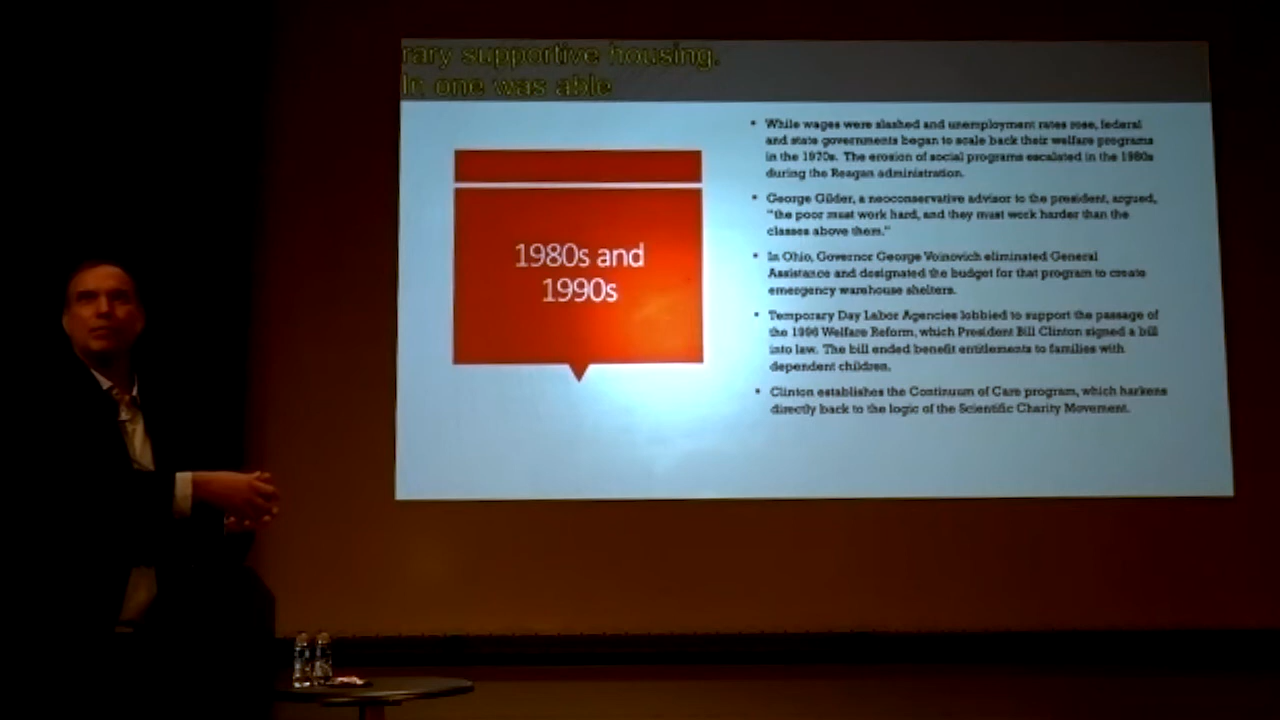 rary supportive housing.
In one was able
1980s and
1990s
• While wages were slashed and unemployment rates rose, federal
and state governments began to scale back their welfare programs
in the 1970s. The erosion of social programs escalated in the 1980s
during the Reagan administration.
• George Gilder, a neoconservative advisor to the president, argued,
"the poor must work hard, and they must work harder than the
classes above them."
• In Ohio, Governor George Voinovich eliminated General
Assistance and designated the budget for that program to create
emergency warehouse shelters.
• Temporary Day Labor Agencies lobbied to support the passage of
the 1996 Welfare Reform, which President Bill Clinton signed a bill
into law. The bill ended benefit entitlements to families with
dependent children.
• Clinton establishes the Continuum of Care program, which harkens
directly back to the logic of the Scientific Charity Movement.